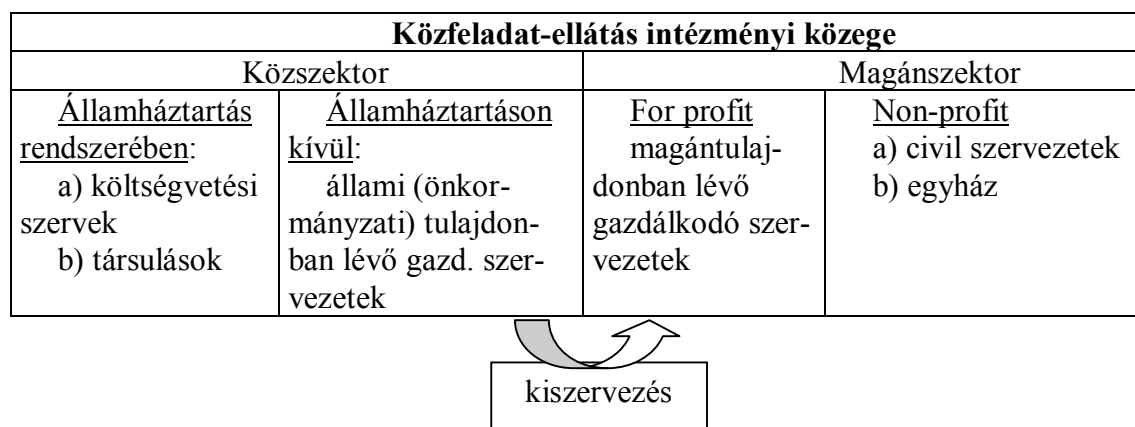 Közfeladat-ellátás intézményi közege
Közszektor
Magánszektor
Államháztartás
rendszerében:
a) költségvetési
szervek
b) társulások
Államháztartáson
kívül:
állami (önkor-
mányzati) tulajdon-
ban lévő gazd. szer-
vezetek
For profit
magántulaj-
donban lévő
gazdálkodó szer-
vezetek
Non-profit
a) civil szervezetek
b) egyház
kiszervezés